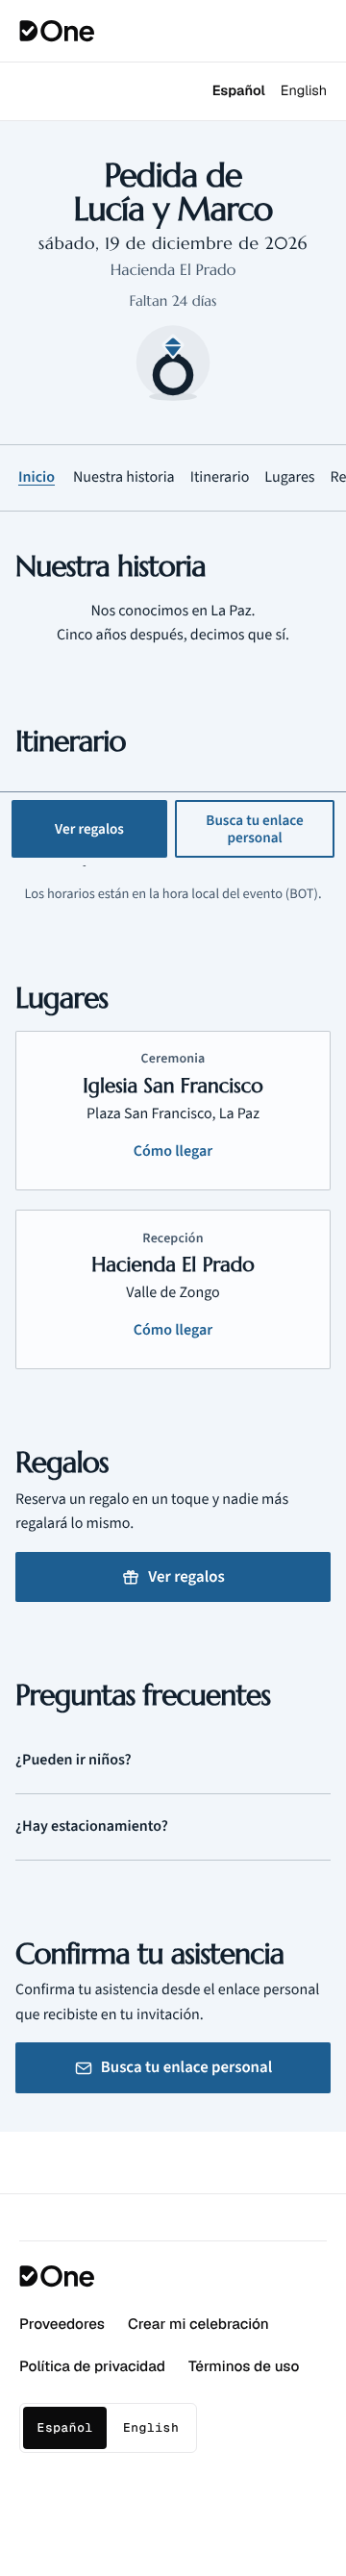 One
Español English
Pedida de
Lucía y Marco
sábado, 19 de diciembre de 2026
Hacienda El Prado
Faltan 24 días
Inicio Nuestra historia Itinerario Lugares Re
Nuestra historia
Nos conocimos en La Paz.
Cinco años después, decimos que sí.
Itinerario
Ver regalos
Busca tu enlace
personal
Los horarios están en la hora local del evento (BOT).
Lugares
Ceremonia
Iglesia San Francisco
Plaza San Francisco, La Paz
Cómo llegar
Recepción
Hacienda El Prado
Valle de Zongo
Cómo llegar
Regalos
Reserva un regalo en un toque y nadie más
regalará lo mismo.
Ver regalos
Preguntas frecuentes
¿Pueden ir niños?
¿Hay estacionamiento?
Confirma tu asistencia
Confirma tu asistencia desde el enlace personal
que recibiste en tu invitación.
Busca tu enlace personal
One
Proveedores Crear mi celebración
Política de privacidad Términos de uso
Español English